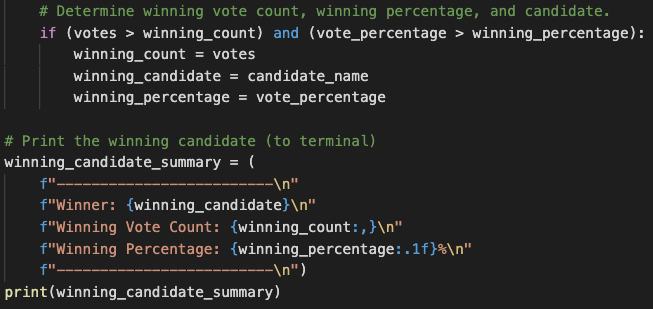 # Determine winning vote count, winning percentage, and candidate.
if (votes > winning_count) and (vote_percentage > winning_percentage):
winning_count = votes
winning_candidate = candidate_name
winning_percentage = vote_percentage
# Print the winning candidate (to terminal)
winning_candidate_summary = (
f"-------------------------\n"
f"Winner: {winning_candidate}\n"
f"Winning Vote Count: {winning_count:,}\n"
f"Winning Percentage: {winning_percentage:.1f}%\n"
f"-------------------------\n")
print(winning_candidate_summary)